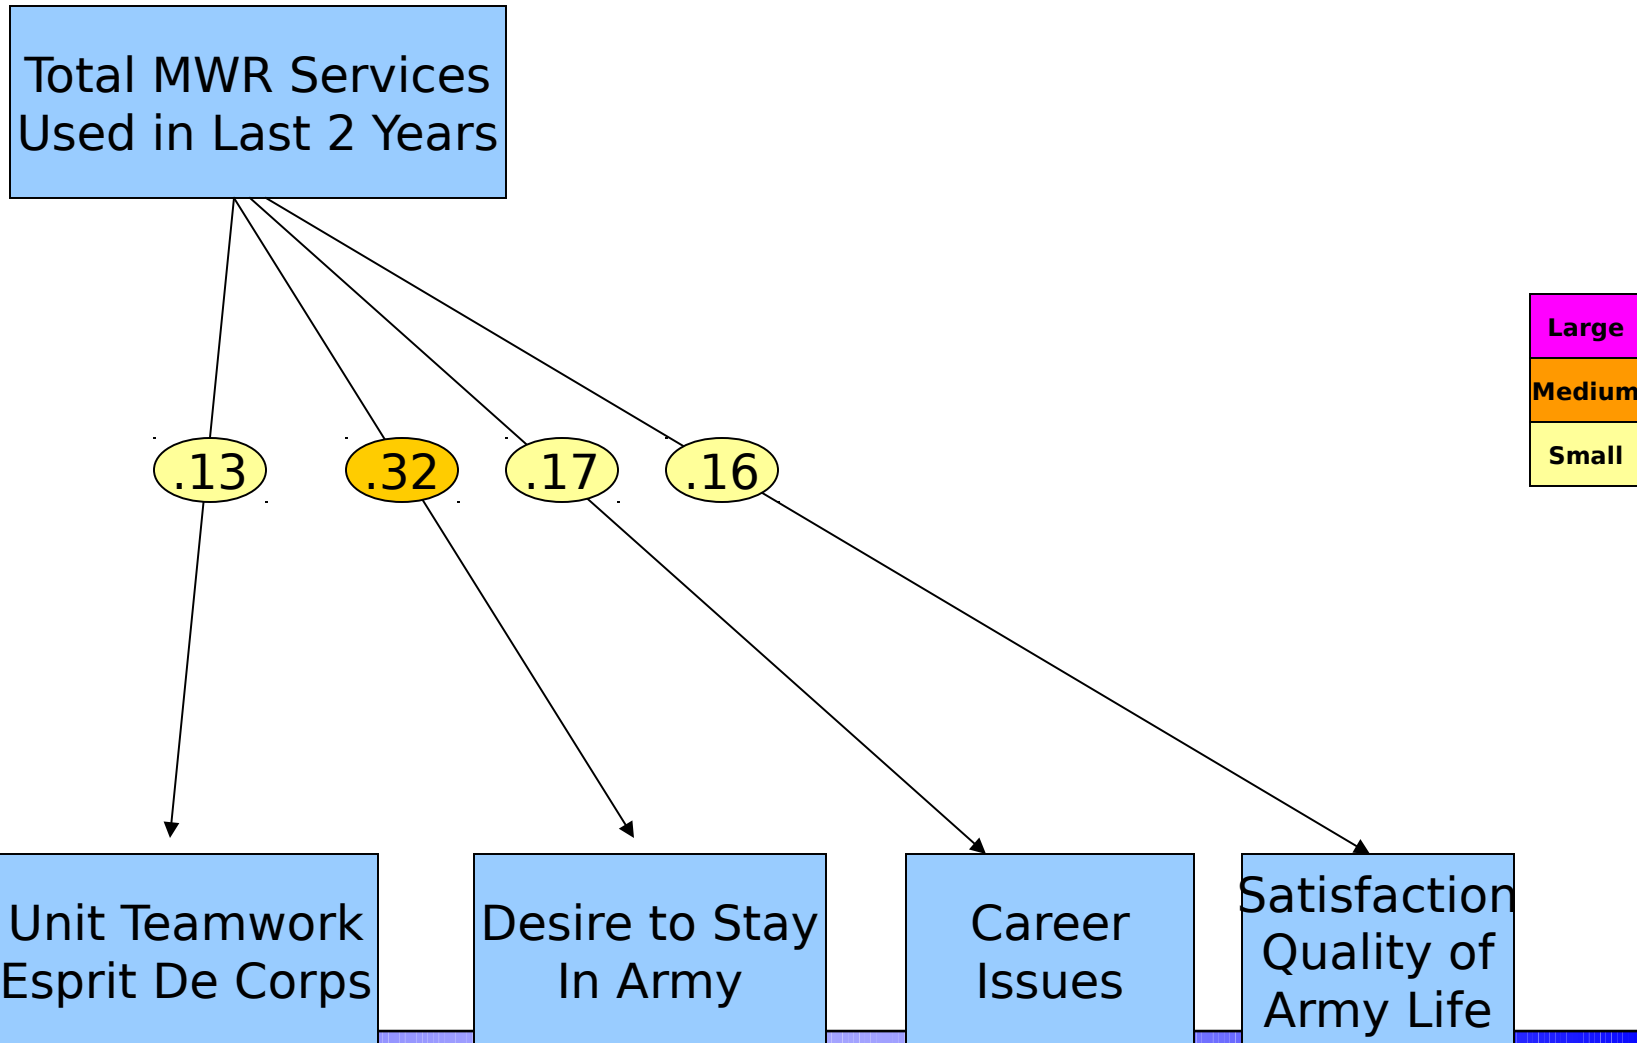 Total MWR Services
Used in Last 2 Years
Large
Medium
Small
.13 .32 .17 .16
Unit Teamwork
Esprit De Corps
Desire to Stay
In Army
Career
Issues
Satisfaction
Quality of
Army Life